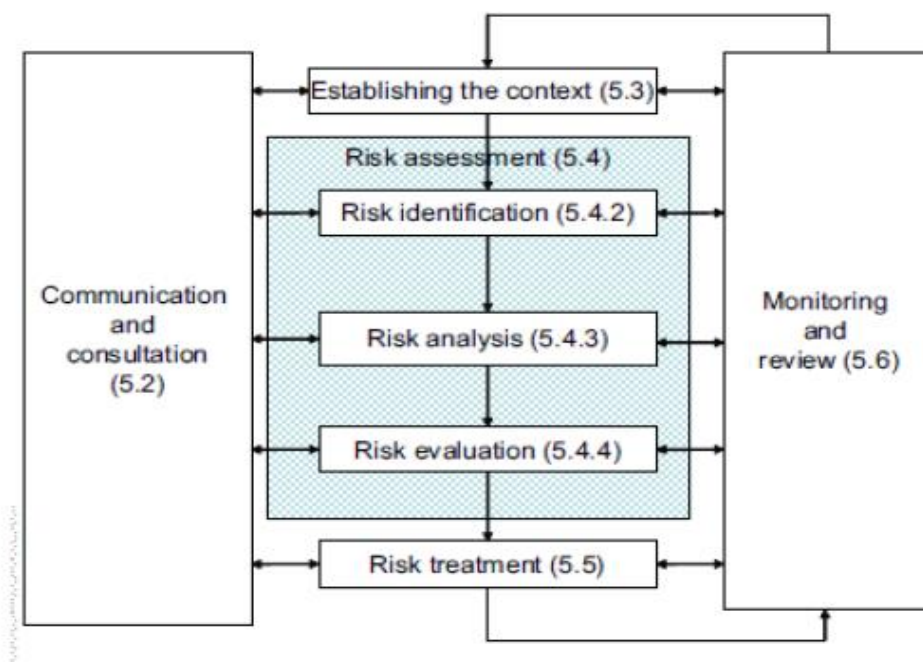 Establishing the context (5.3)
Risk assessment (5.4)
Risk identification (5.4.2)
Communication
and
consultation
(5.2)
Risk analysis (5.4.3)
Monitoring
and
review (5.6)
Risk evaluation (5.4.4)
Risk treatment (5.5)